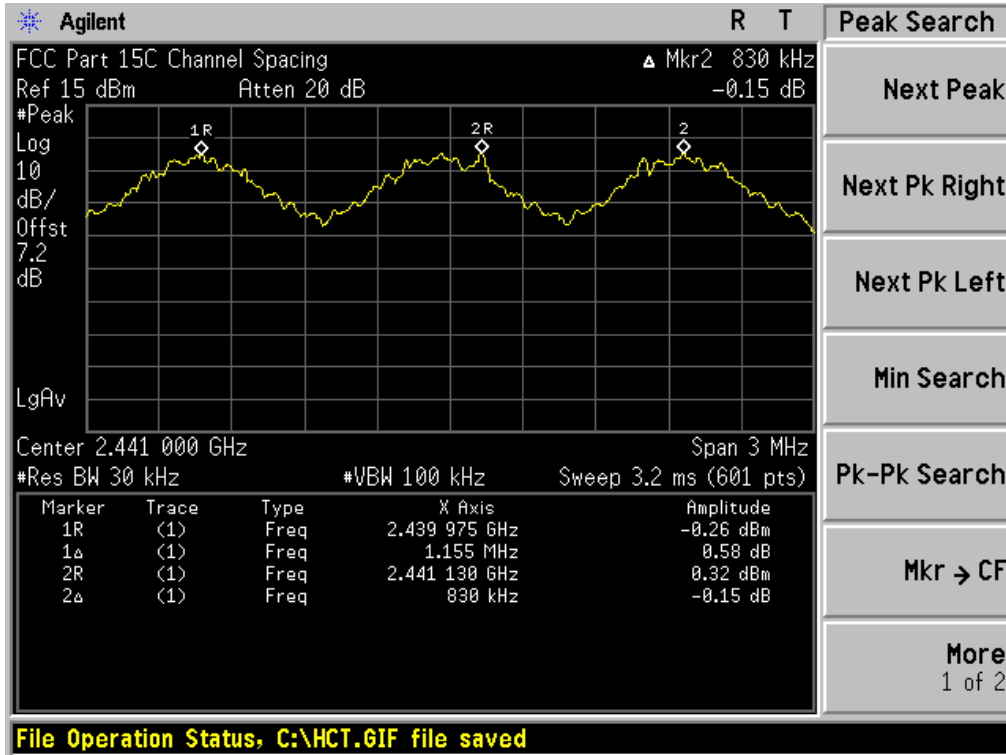 Agilent R T
Peak Search
FCC Part 15C Channel Spacing
Δ Mkr2 830 kHz
Ref 15 dBm Atten 20 dB -0.15 dB
#Peak
Log
10
dB/
Offst
7.2
dB
LgAv
1R
2R
2
Center 2.441 000 GHz Span 3 MHz
#Res BW 30 kHz #VBW 100 kHz Sweep 3.2 ms (601 pts)
Marker Trace Type X Axis Amplitude
1R (1) Freq 2.439 975 GHz -0.26 dBm
1Δ (1) Freq 1.155 MHz 0.58 dB
2R (1) Freq 2.441 130 GHz 0.32 dBm
2Δ (1) Freq 830 kHz -0.15 dB
Next Peak
Next Pk Right
Next Pk Left
Min Search
Pk-Pk Search
Mkr → CF
More
1 of 2
File Operation Status, C:\HCT.GIF file saved